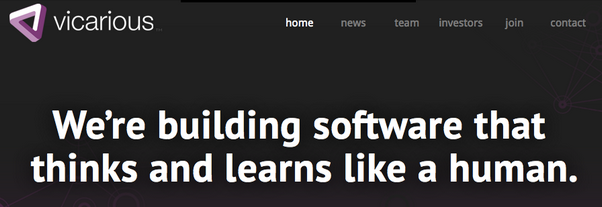 vicarious
home news team investors join contact
We're building software that
thinks and learns like a human.